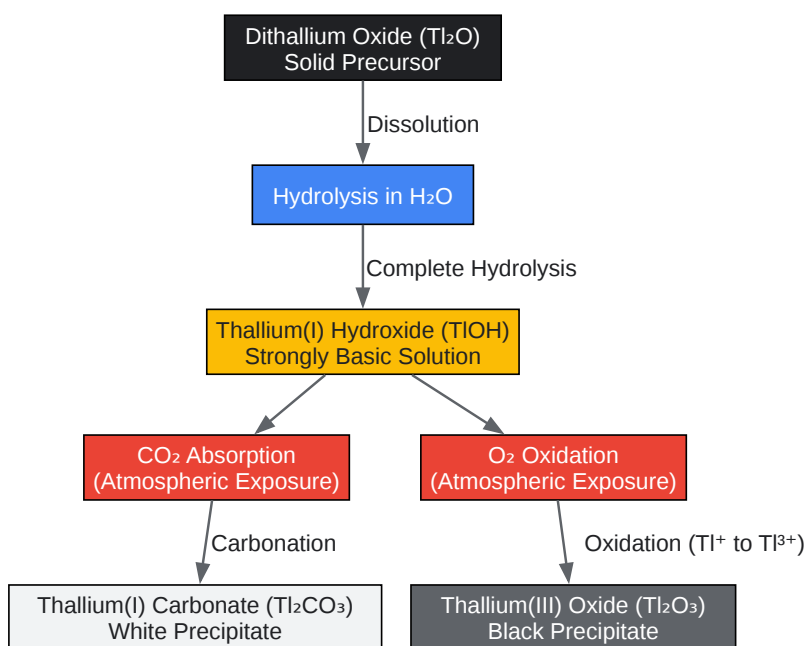 Dithallium Oxide (Tl₂O)
Solid Precursor
Dissolution
Hydrolysis in H₂O
Complete Hydrolysis
Thallium(I) Hydroxide (TlOH)
Strongly Basic Solution
CO₂ Absorption
(Atmospheric Exposure)
O₂ Oxidation
(Atmospheric Exposure)
Carbonation
Oxidation (Tl⁺ to Tl³⁺)
Thallium(I) Carbonate (Tl₂CO₃)
White Precipitate
Thallium(III) Oxide (Tl₂O₃)
Black Precipitate